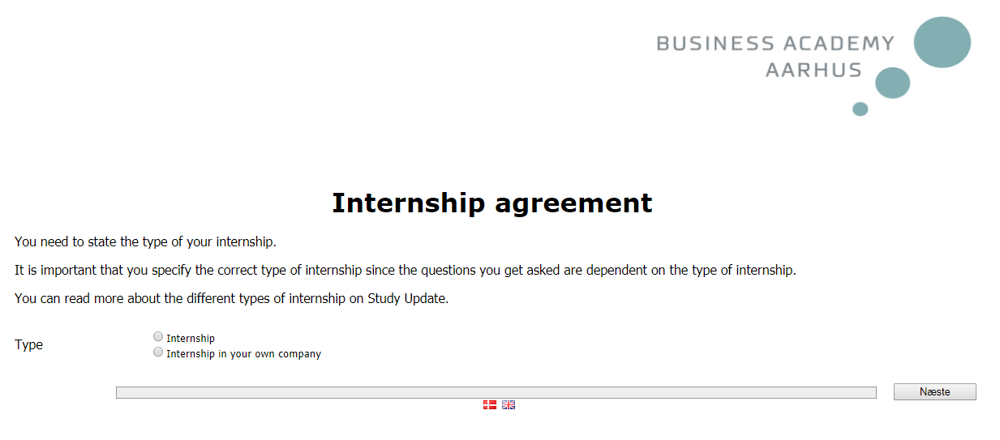 BUSINESS ACADEMY
AARHUS
Internship agreement
You need to state the type of your internship.
It is important that you specify the correct type of internship since the questions you get asked are dependent on the type of internship.
You can read more about the different types of internship on Study Update.
Type
Internship
Internship in your own company
Næste